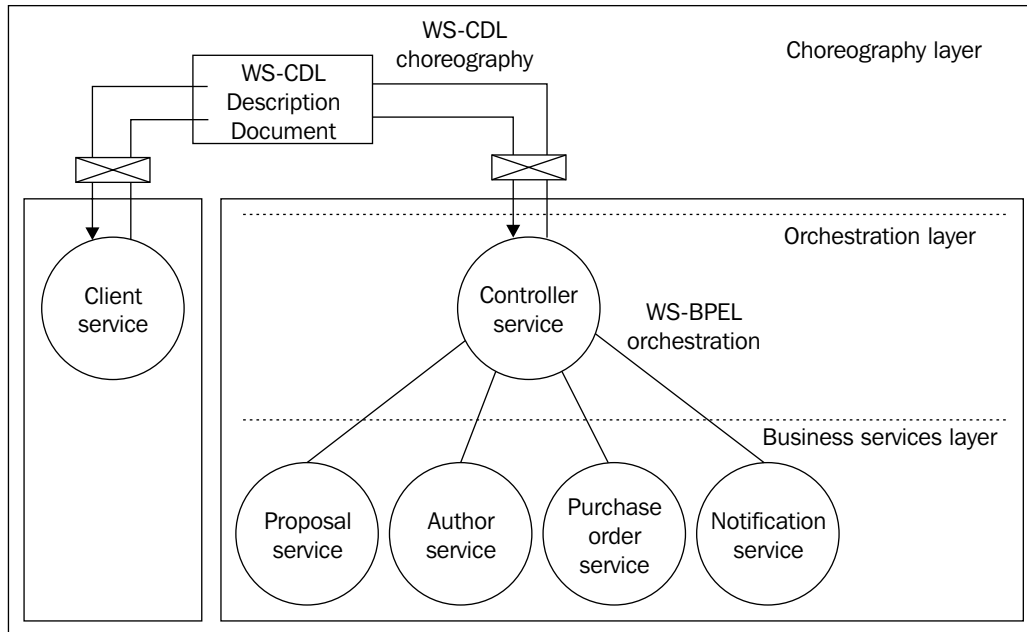 WS-CDL
choreography
Choreography layer
WS-CDL
Description
Document
Orchestration layer
Client
service
Controller
service
WS-BPEL
orchestration
Business services layer
Proposal
service
Author
service
Purchase
order
service
Notification
service